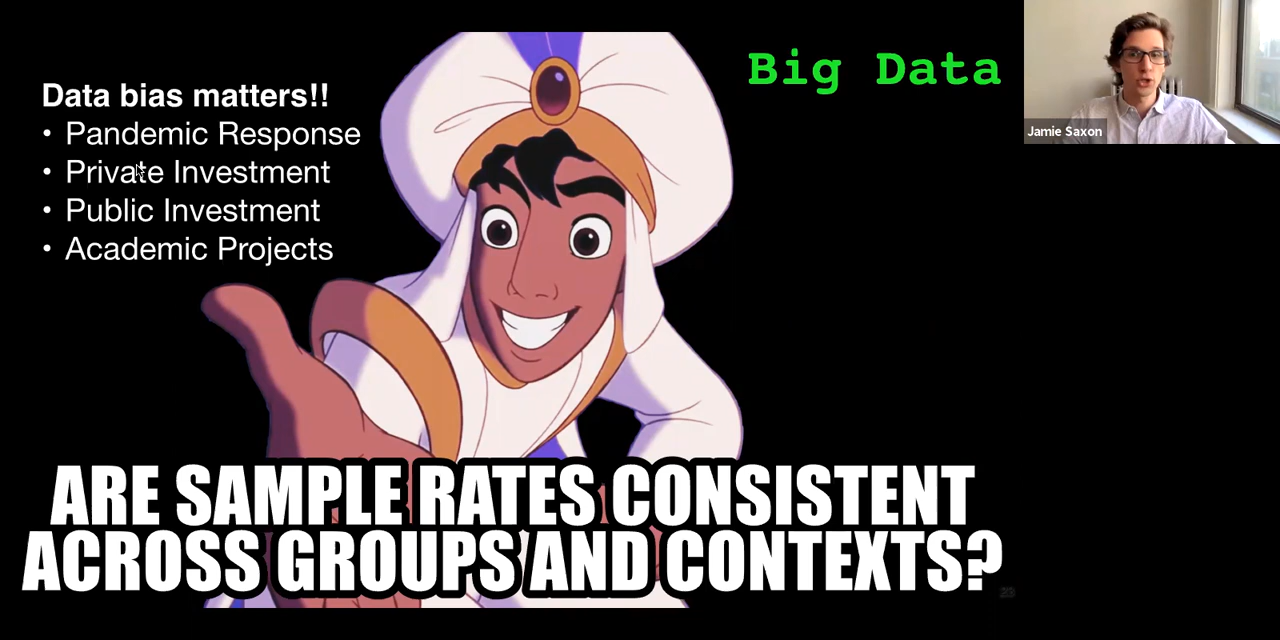 Big Data
Jamie Saxon
Data bias matters!!
• Pandemic Response
• Private Investment
• Public Investment
• Academic Projects
ARE SAMPLE RATES CONSISTENT
ACROSS GROUPS AND CONTEXTS?
23